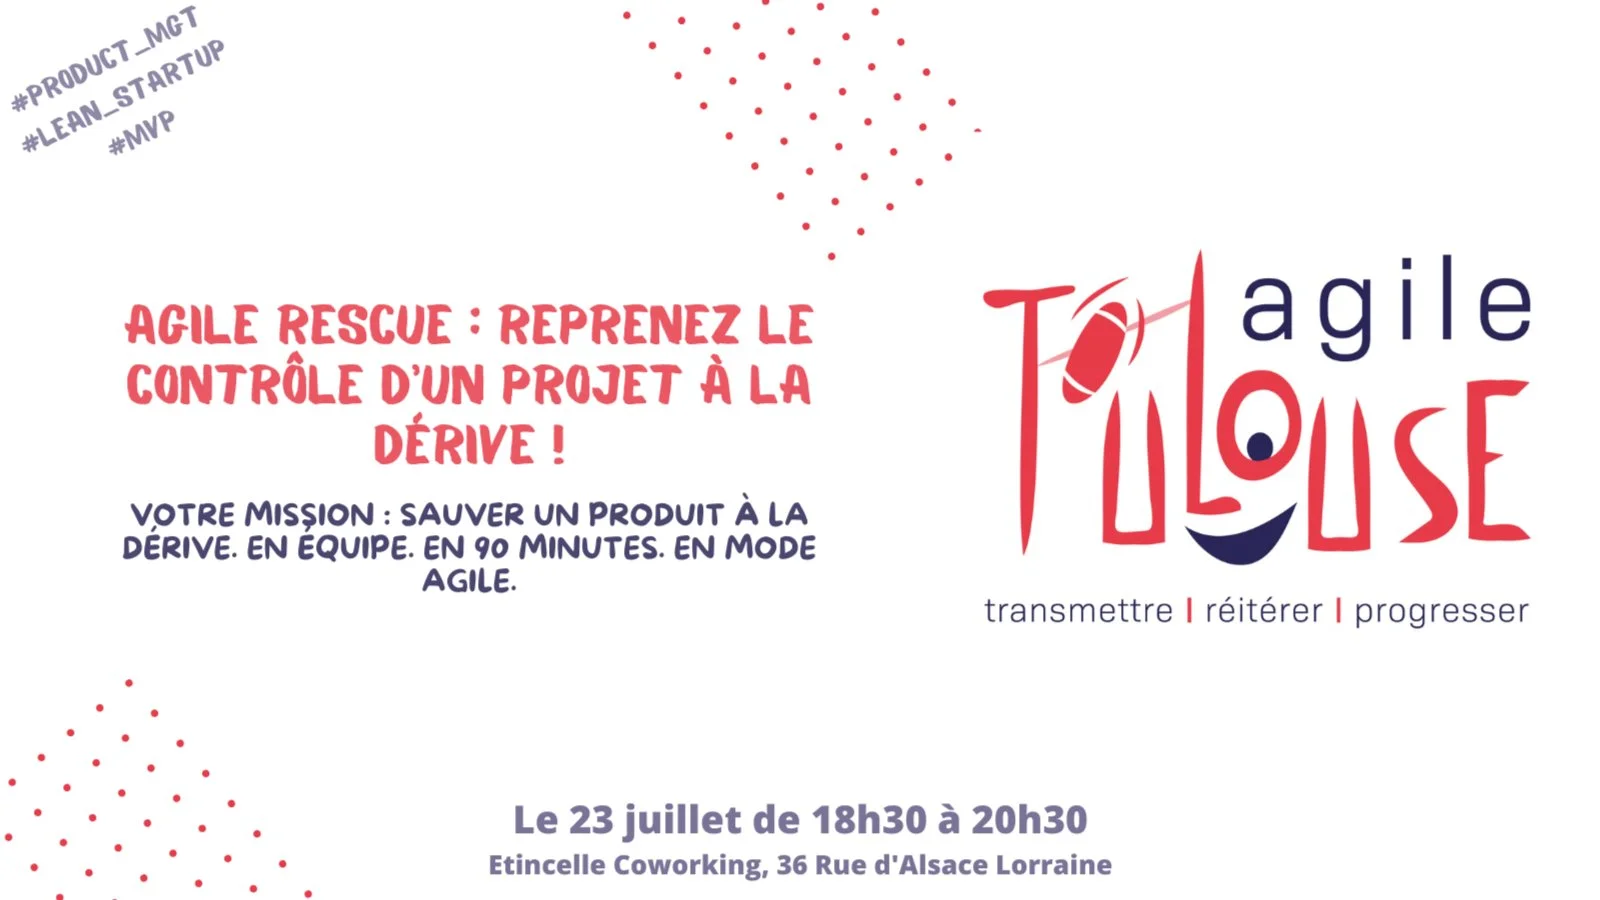 #PRODUCT_MGT
#LEAN_STARTUP
#MVP
AGILE RESCUE : REPRENEZ LE
CONTRÔLE D'UN PROJET À LA
DÉRIVE !
VOTRE MISSION : SAUVER UN PRODUIT À LA
DÉRIVE. EN ÉQUIPE. EN 90 MINUTES. EN MODE
AGILE.
agile
TOULOUSE
transmettre | réitérer | progresser
Le 23 juillet de 18h30 à 20h30
Etincelle Coworking, 36 Rue d'Alsace Lorraine